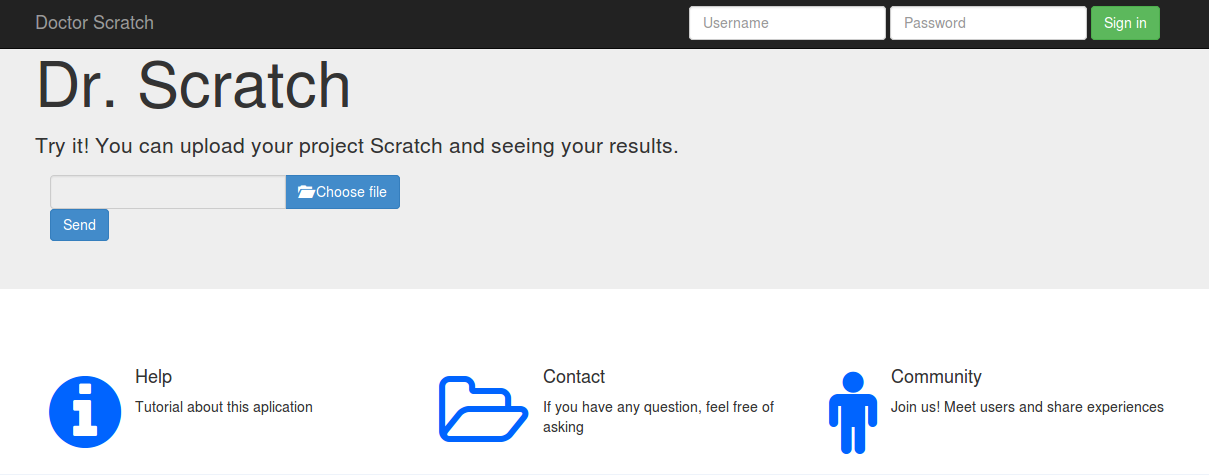 Doctor Scratch
Username
Password
Sign in
Dr. Scratch
Try it! You can upload your project Scratch and seeing your results.
Choose file
Send
Help
Tutorial about this aplication
Contact
If you have any question, feel free of
asking
Community
Join us! Meet users and share experiences